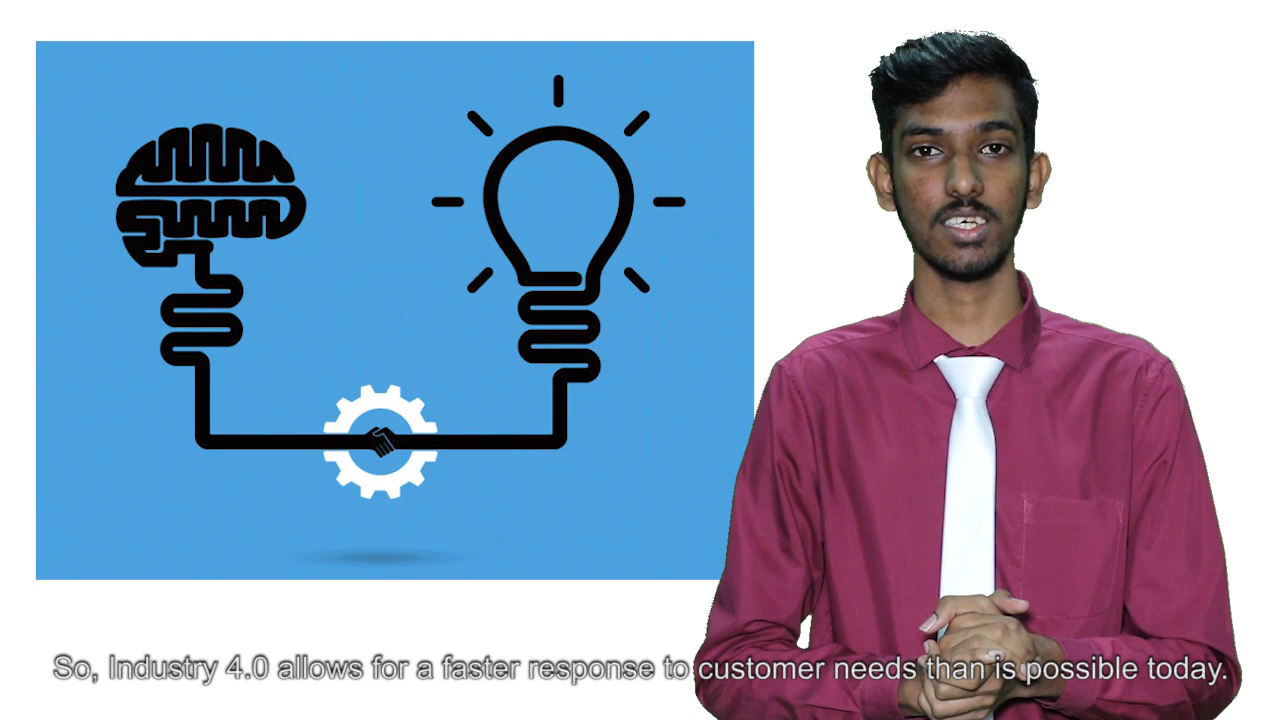 So, Industry 4.0 allows for a faster response to customer needs than is possible today.